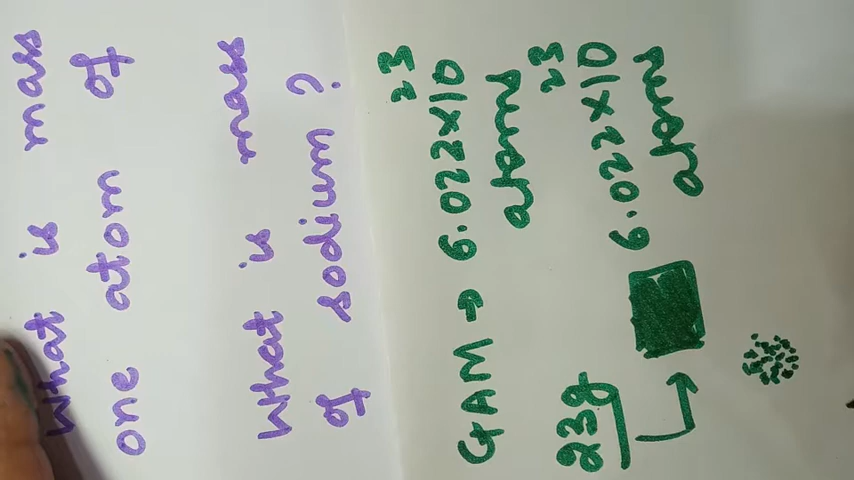 What is mass
one atom of
What is mass
of sodium ?
GAM → 6.022×10²³
atoms
23g 6.022×10²³
atoms